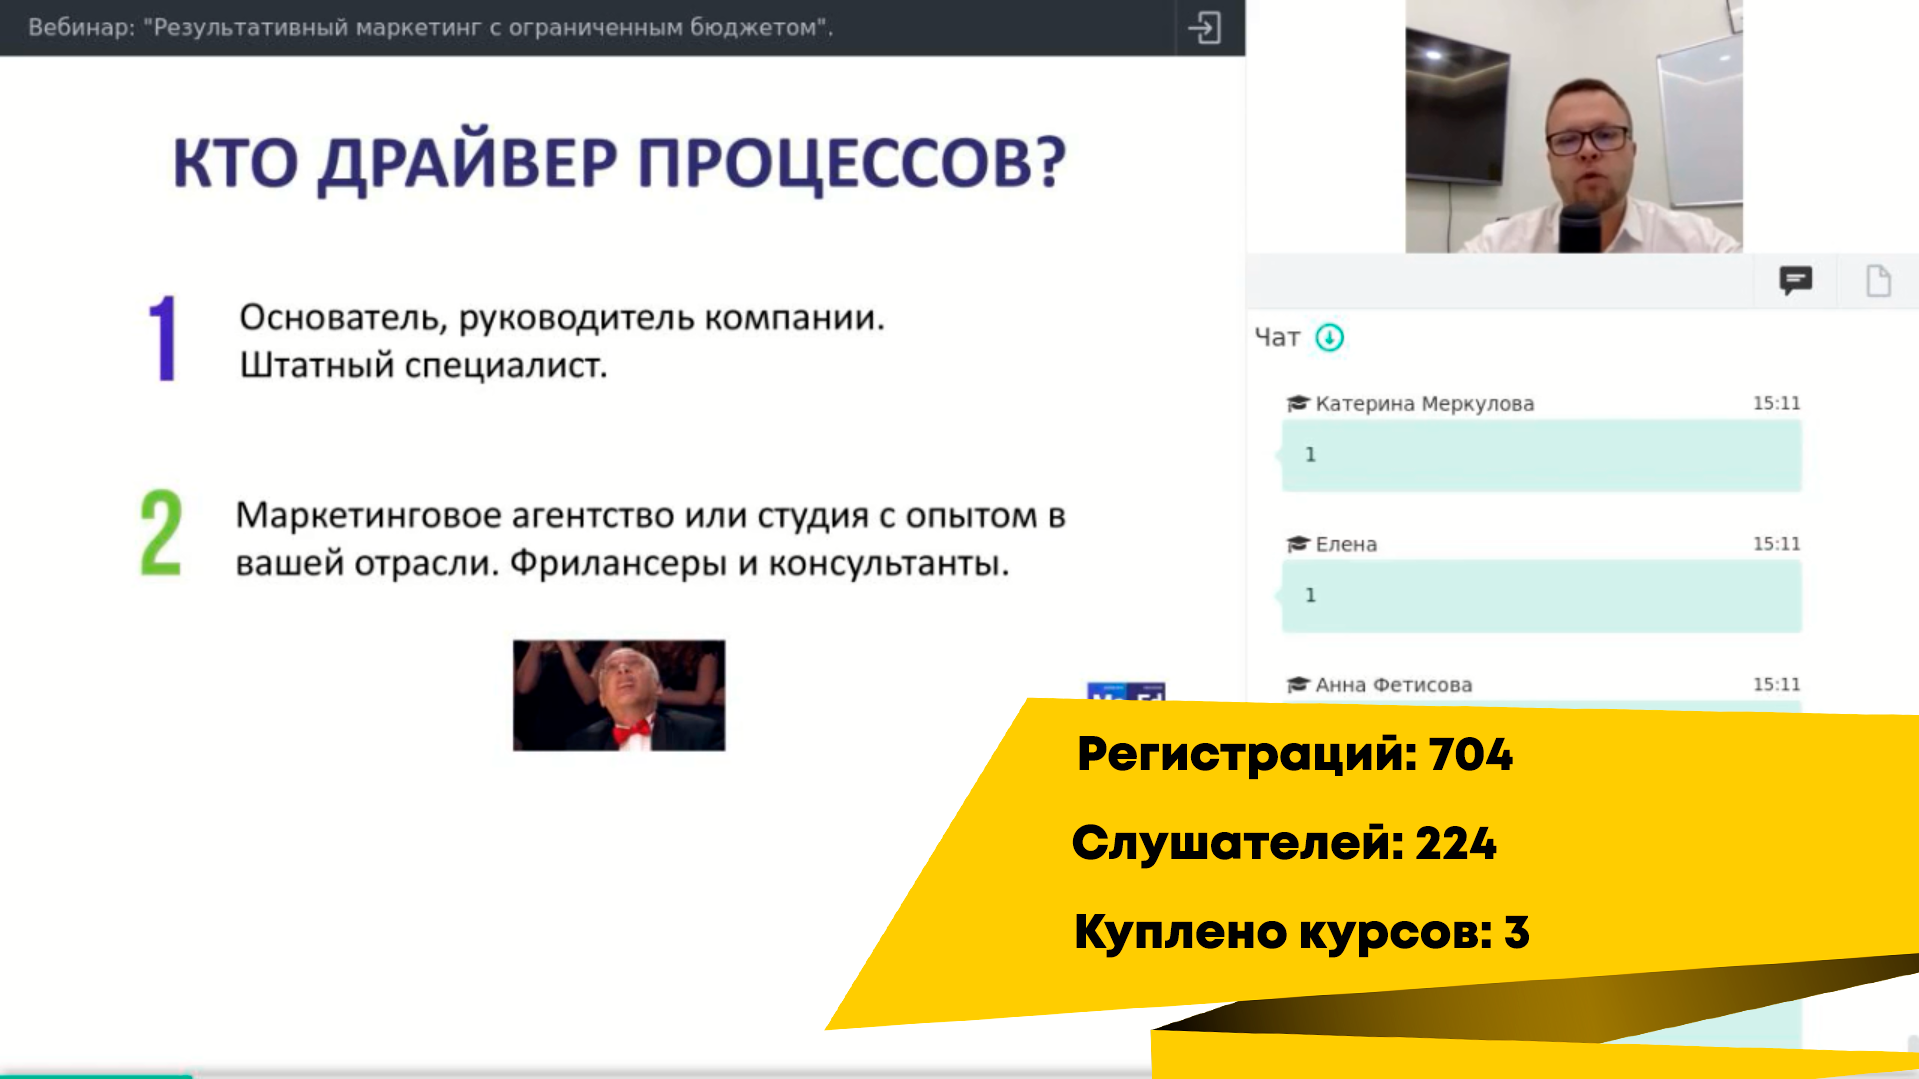 Вебинар: "Результативный маркетинг с ограниченным бюджетом".
КТО ДРАЙВЕР ПРОЦЕССОВ?
1
Основатель, руководитель компании.
Штатный специалист.
2
Маркетинговое агентство или студия с опытом в
вашей отрасли. Фрилансеры и консультанты.
Чат
Катерина Меркулова 15:11
1
Елена 15:11
1
Анна Фетисова 15:11
Регистраций: 704
Слушателей: 224
Куплено курсов: 3